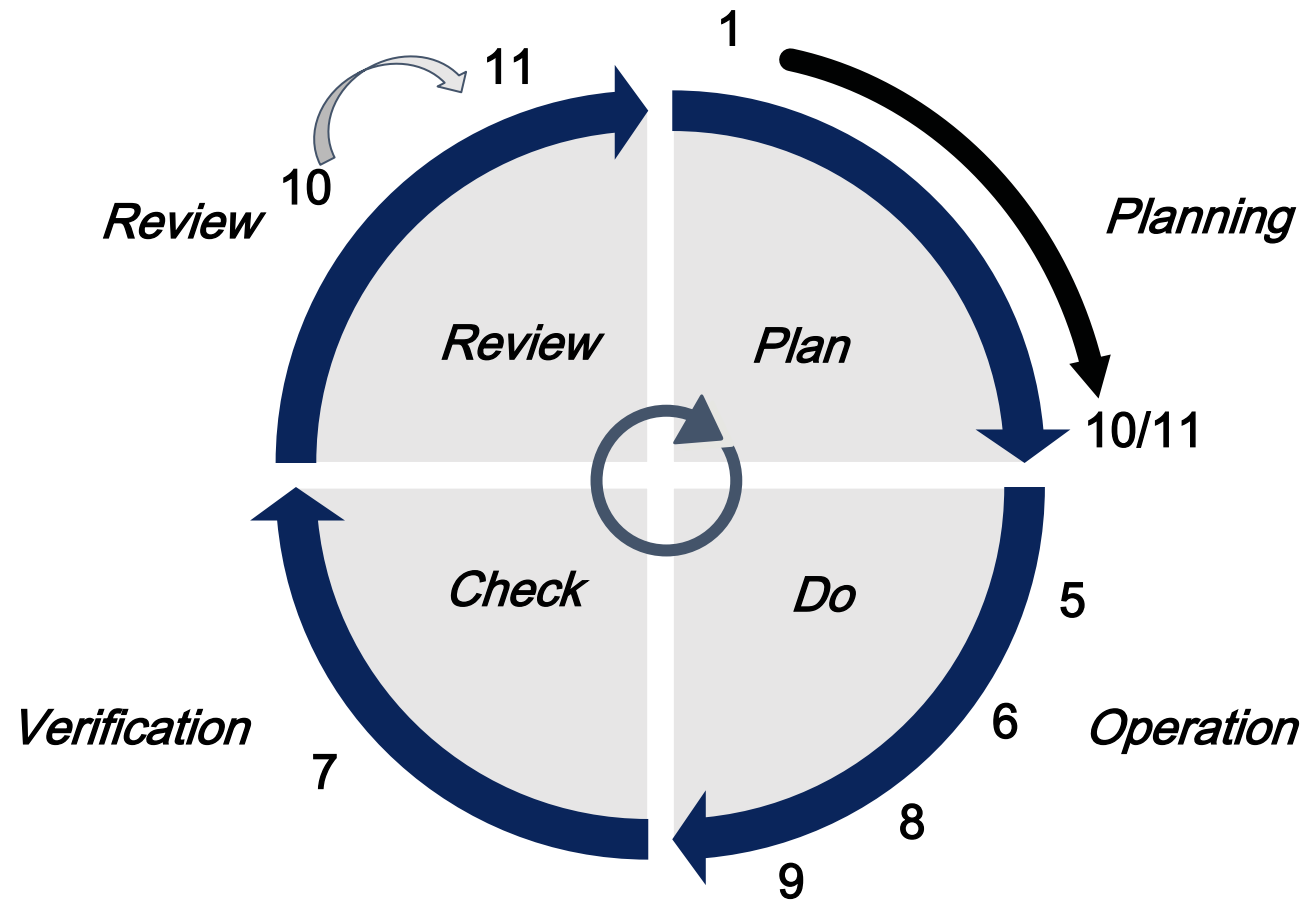 1
11
10
Review
Planning
Review
Plan
10/11
Check
Do
5
6
Verification
Operation
7
8
9